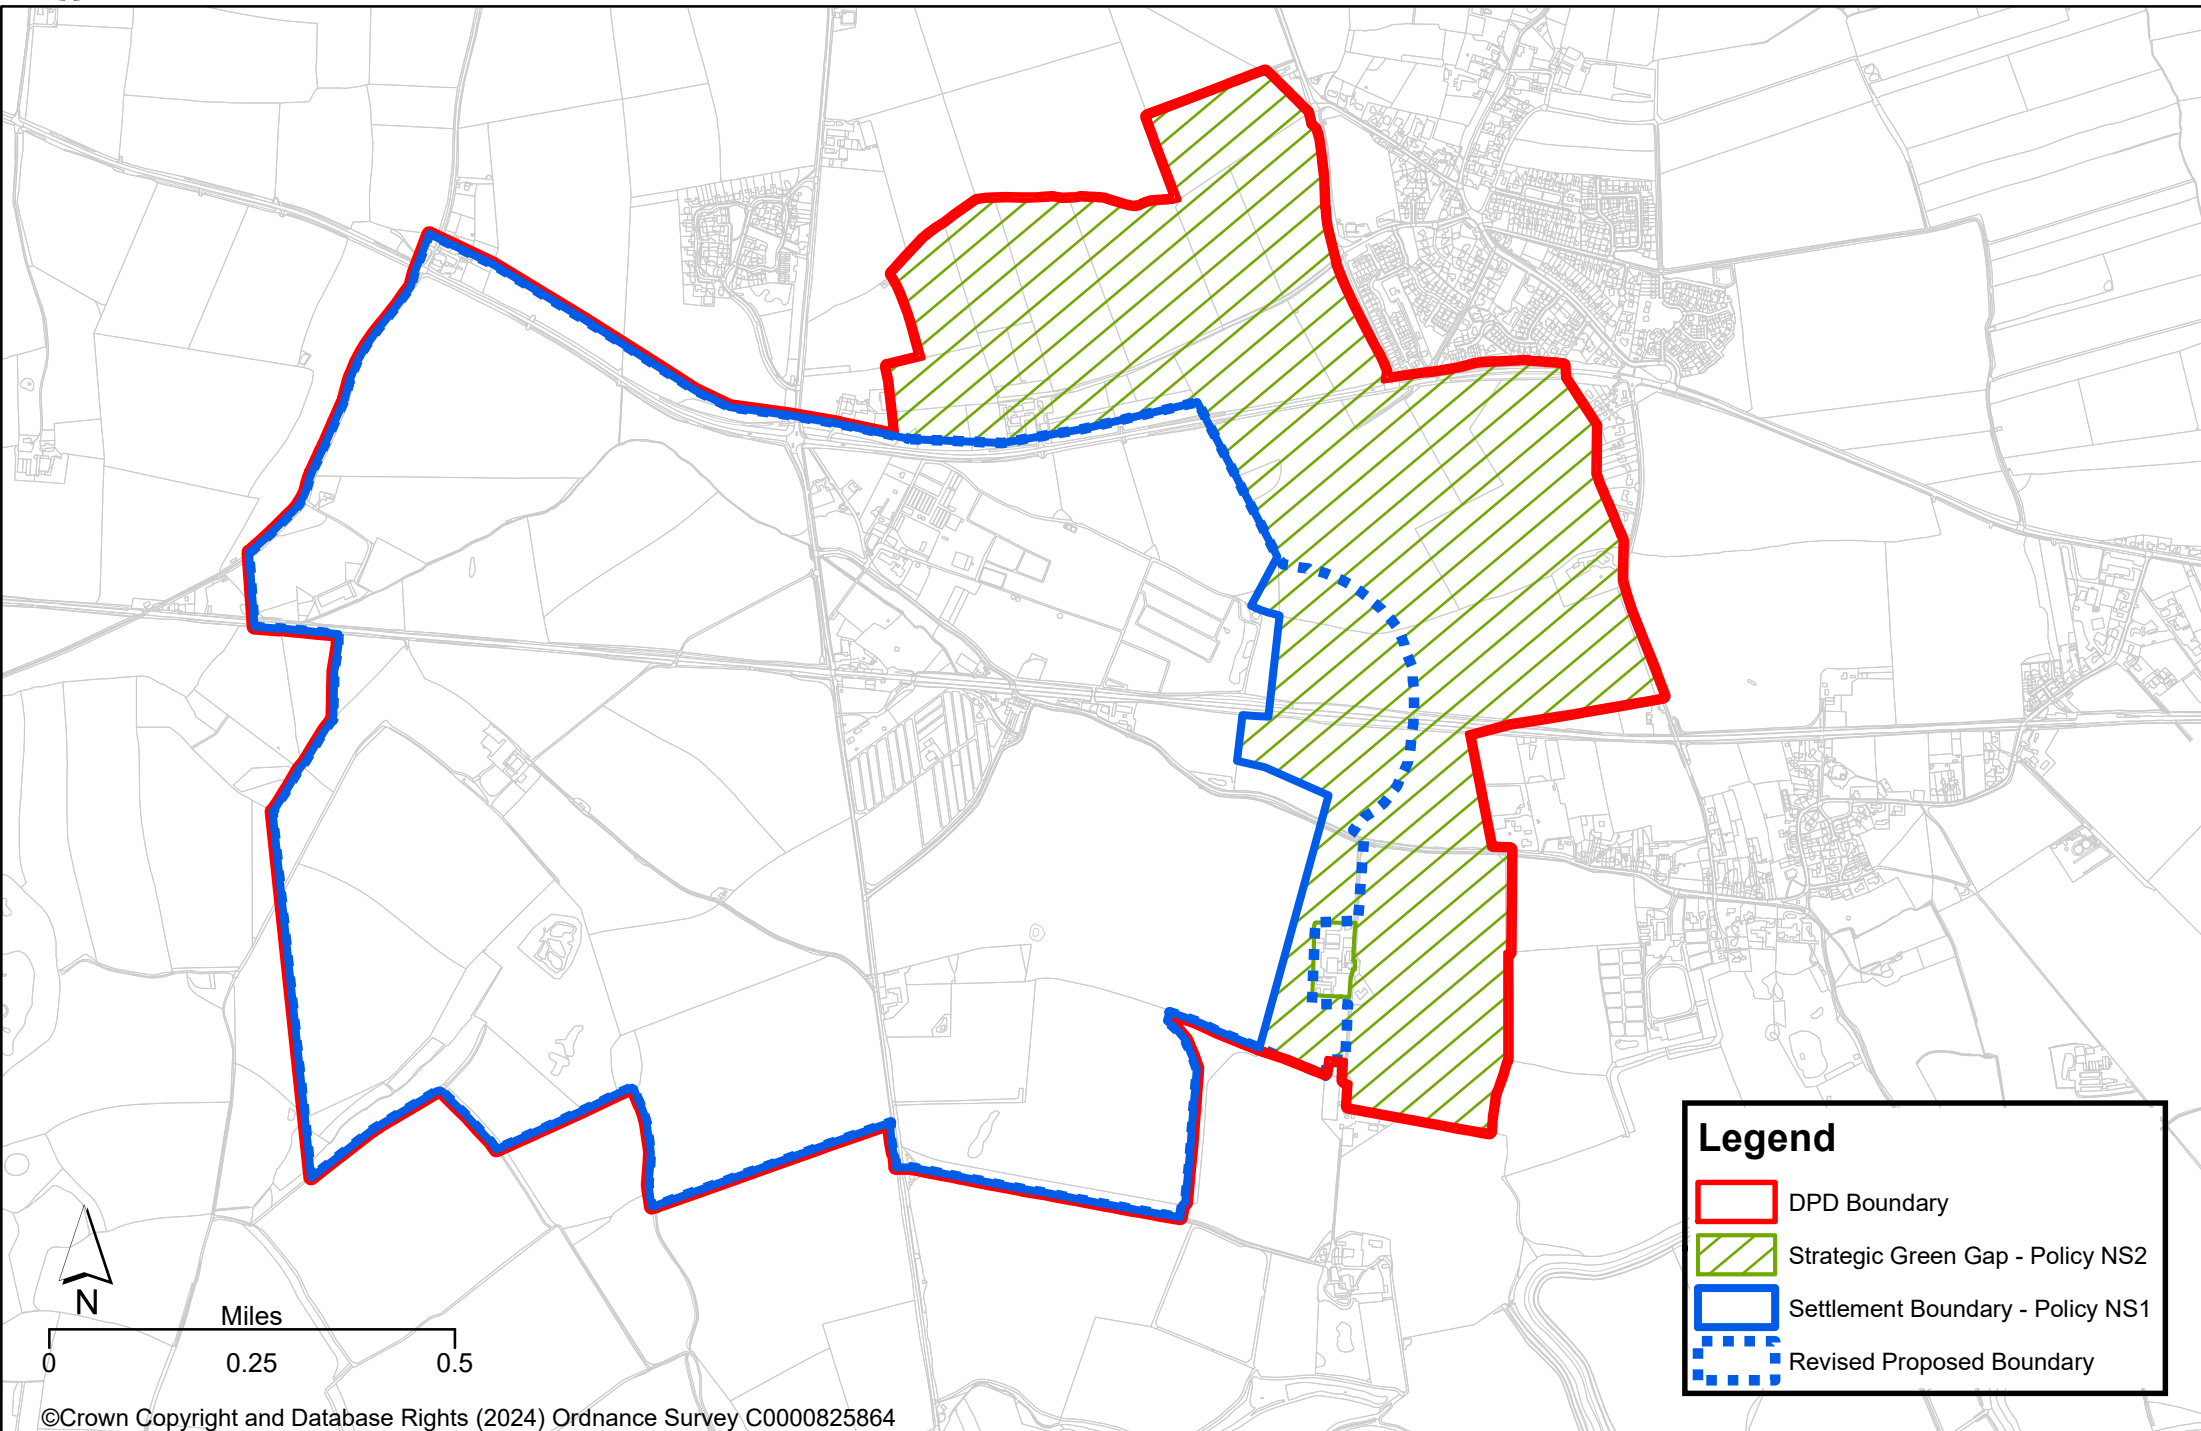 Legend
DPD Boundary
Strategic Green Gap - Policy NS2
Settlement Boundary - Policy NS1
Revised Proposed Boundary
N
Miles
0 0.25 0.5
©Crown Copyright and Database Rights (2024) Ordnance Survey C0000825864